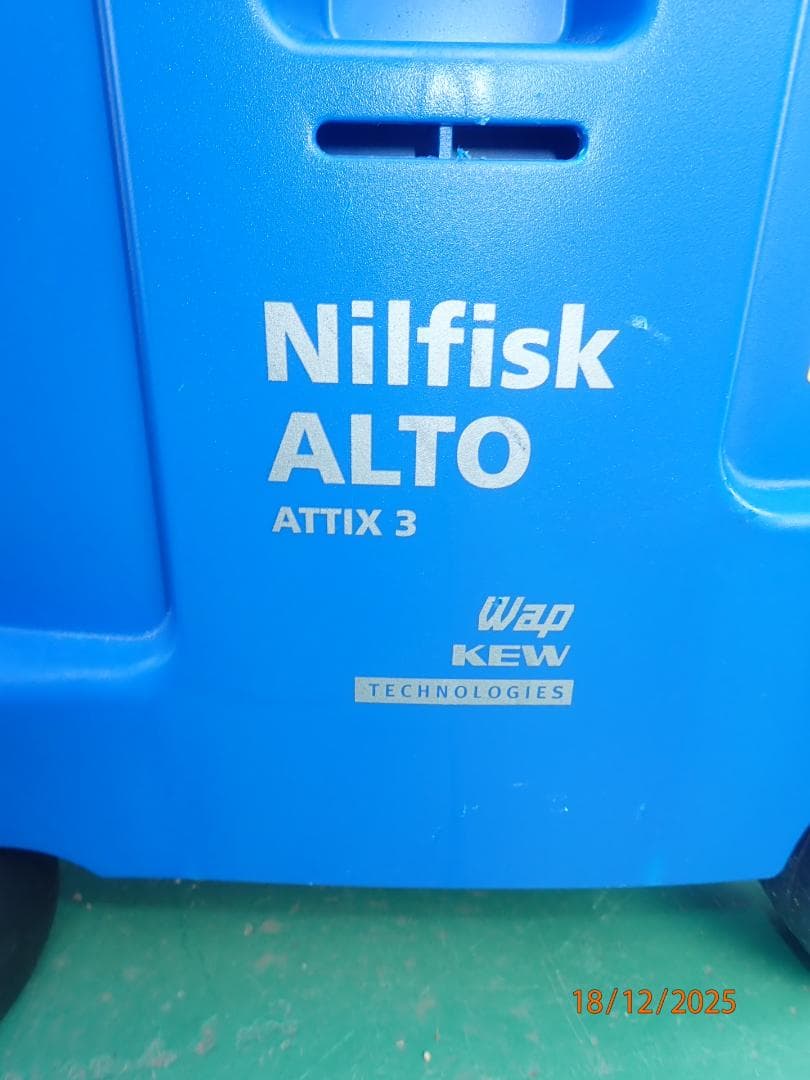 Nilfisk
ALTO
ATTIX 3
Wap
KEW
TECHNOLOGIES
18/12/2025